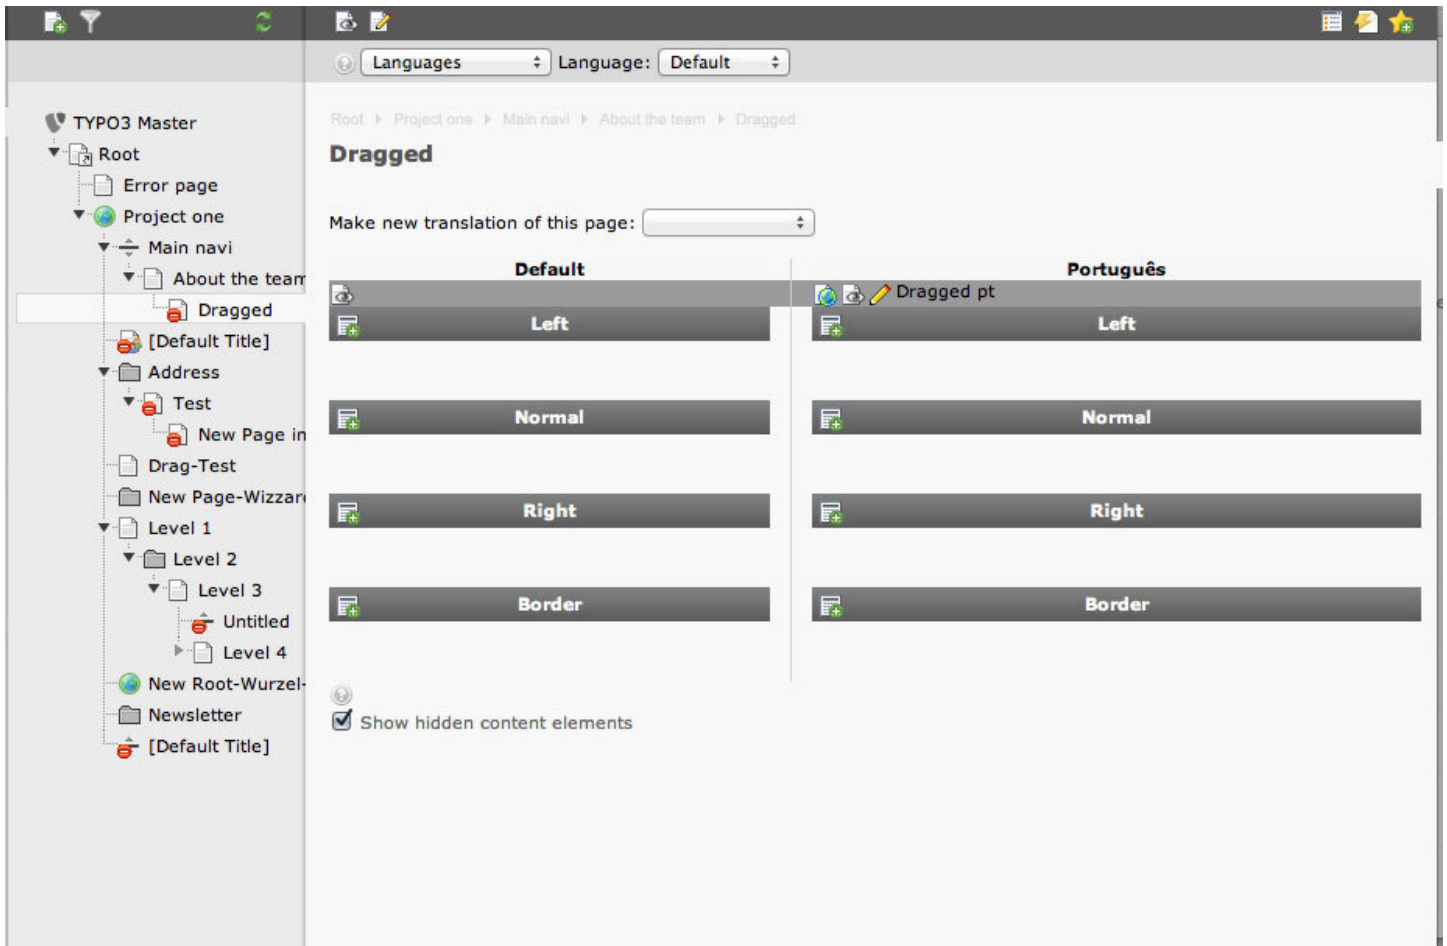 Languages Language: Default
TYPO3 Master
Root
Error page
Project one
Main navi
About the team
Dragged
[Default Title]
Address
Test
New Page in
Drag-Test
New Page-Wizzar
Level 1
Level 2
Level 3
Untitled
Level 4
New Root-Wurzel-
Newsletter
[Default Title]
Root Project one Main navi About the team Dragged
Dragged
Make new translation of this page:
Default Português
Dragged pt
Left Left
Normal Normal
Right Right
Border Border
Show hidden content elements